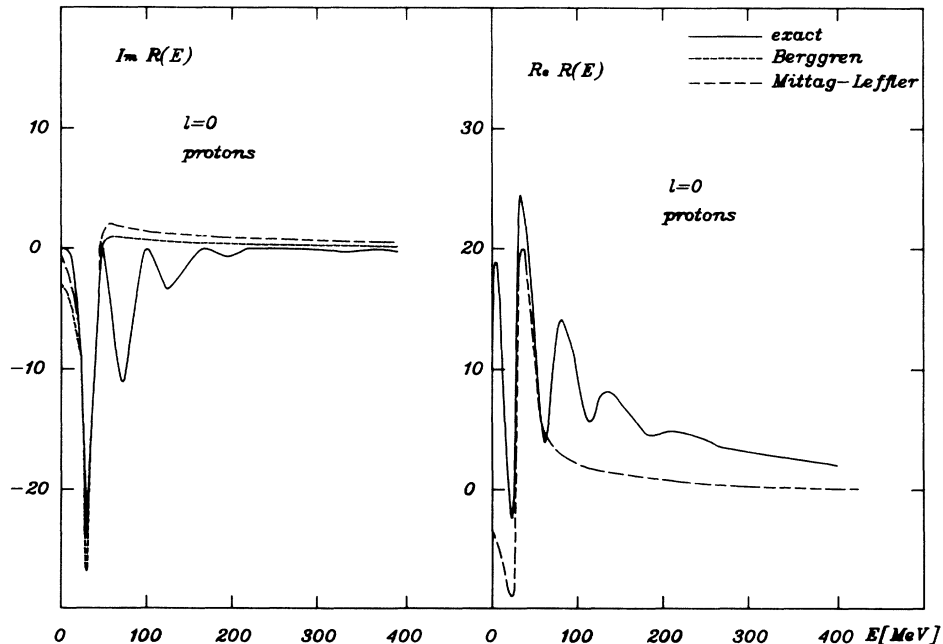 Im R(E)
l=0
protons
10
0
-10
-20
0 100 200 300 400
Re R(E)
exact
Berggren
Mittag-Leffler
30
l=0
protons
20
10
0
0 100 200 300 400 E[MeV]